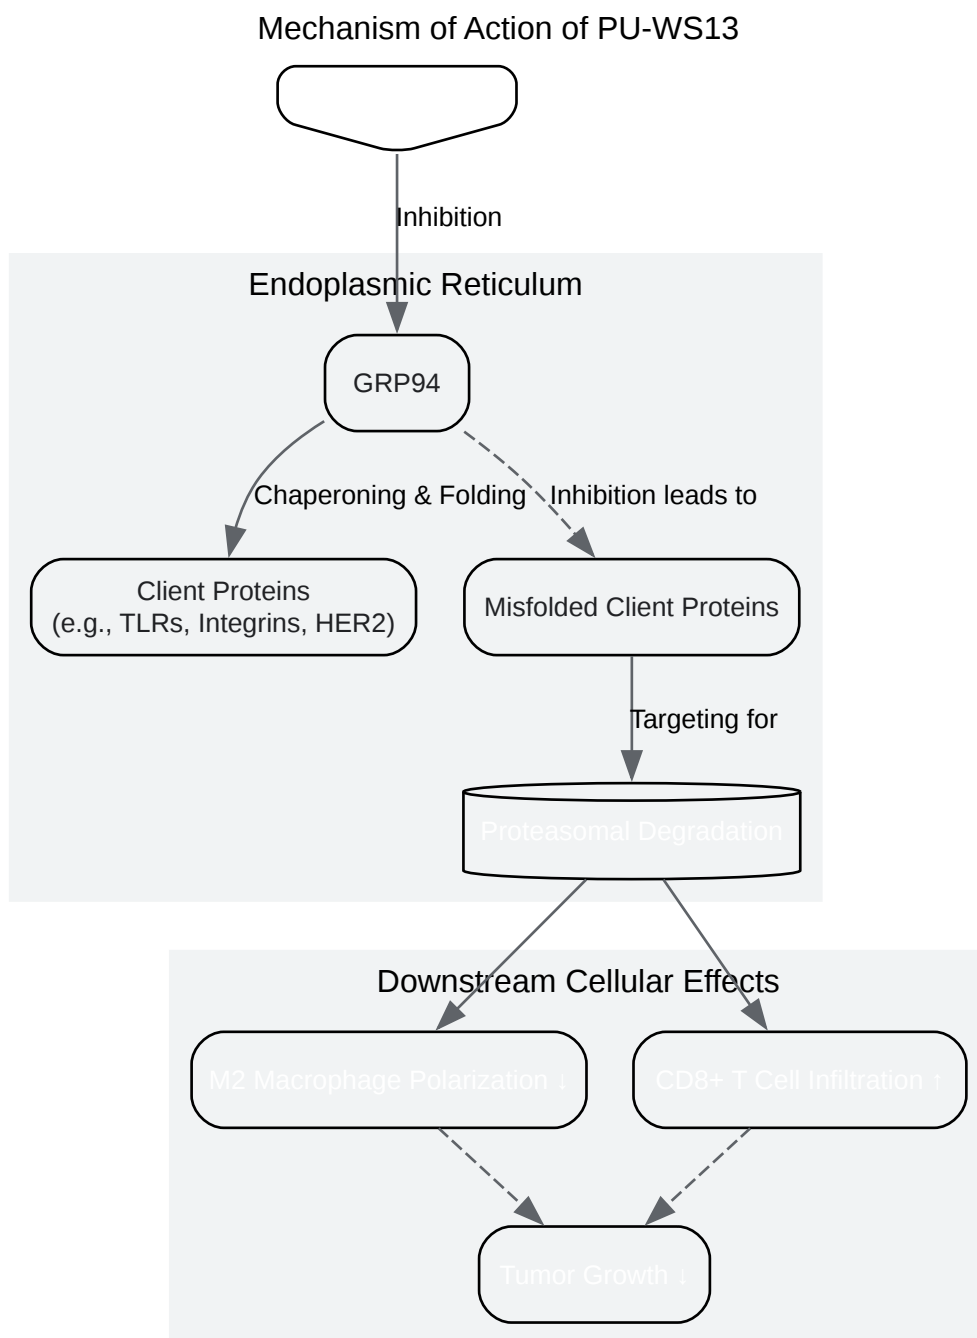 Mechanism of Action of PU-WS13
Inhibition
Endoplasmic Reticulum
GRP94
Chaperoning & Folding
Inhibition leads to
Client Proteins
(e.g., TLRs, Integrins, HER2)
Misfolded Client Proteins
Targeting for
Proteasomal Degradation
Downstream Cellular Effects
M2 Macrophage Polarization ↓
CD8+ T Cell Infiltration ↑
Tumor Growth ↓